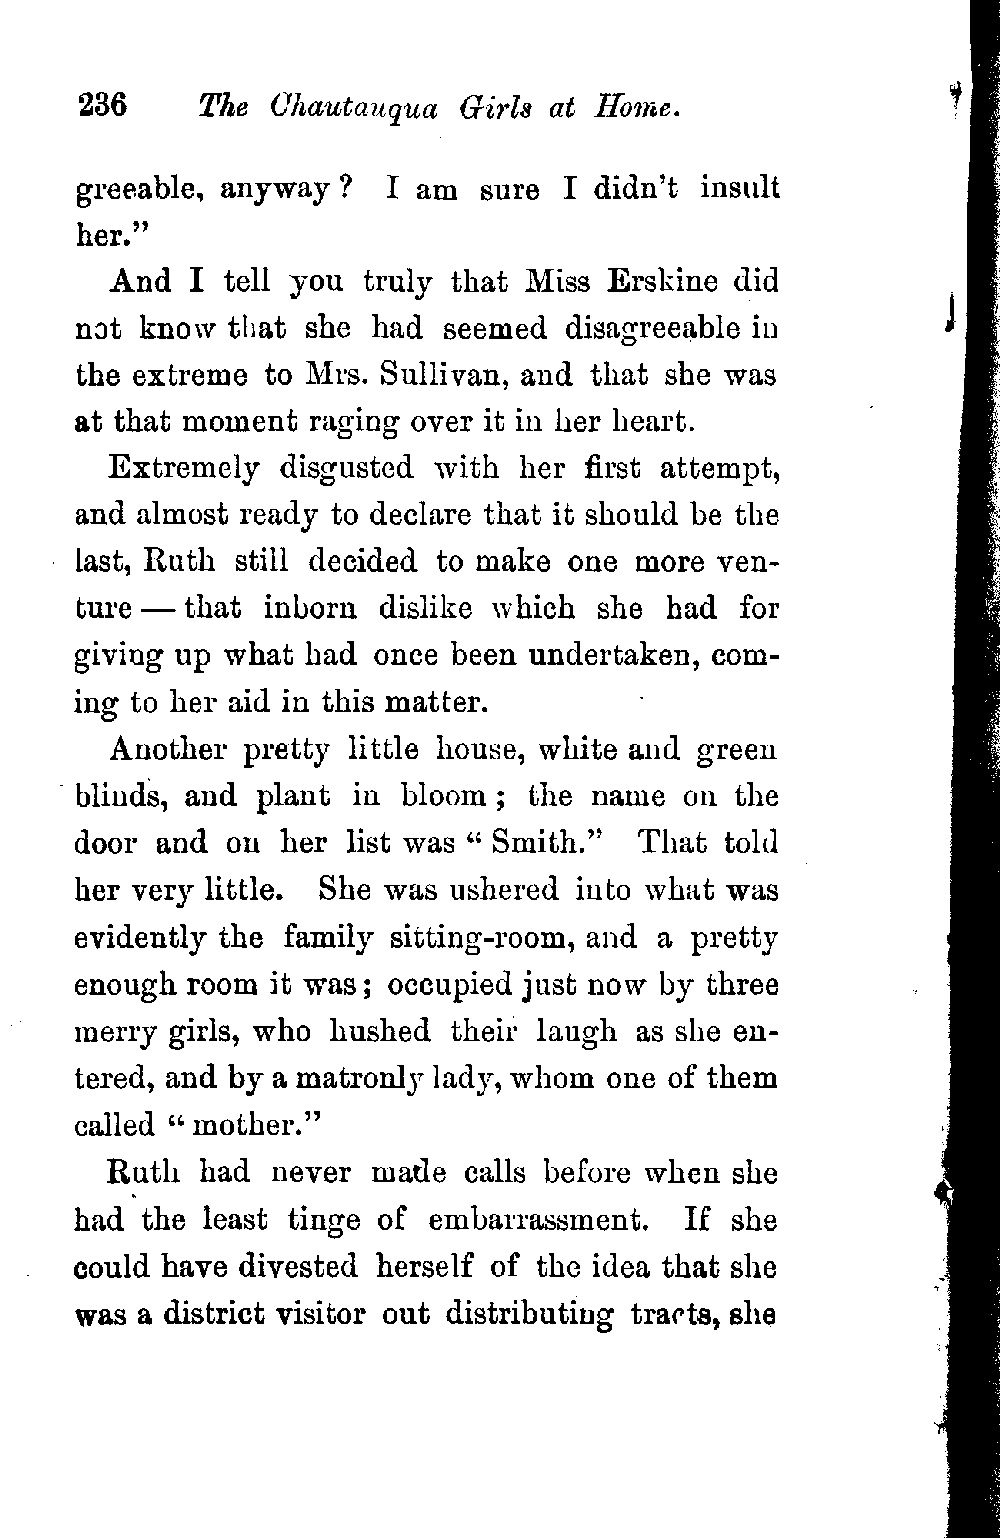 236 The Chautauqua Girls at Home.
greeable, anyway? I am sure I didn't insult
her."
And I tell you truly that Miss Erskine did
not know that she had seemed disagreeable in
the extreme to Mrs. Sullivan, and that she was
at that moment raging over it in her heart.
Extremely disgusted with her first attempt,
and almost ready to declare that it should be the
last, Ruth still decided to make one more ven-
ture — that inborn dislike which she had for
giving up what had once been undertaken, com-
ing to her aid in this matter.
Another pretty little house, white and green
blinds, and plant in bloom; the name on the
door and on her list was "Smith." That told
her very little. She was ushered into what was
evidently the family sitting-room, and a pretty
enough room it was; occupied just now by three
merry girls, who hushed their laugh as she en-
tered, and by a matronly lady, whom one of them
called "mother."
Ruth had never made calls before when she
had the least tinge of embarrassment. If she
could have divested herself of the idea that she
was a district visitor out distributing tracts, she